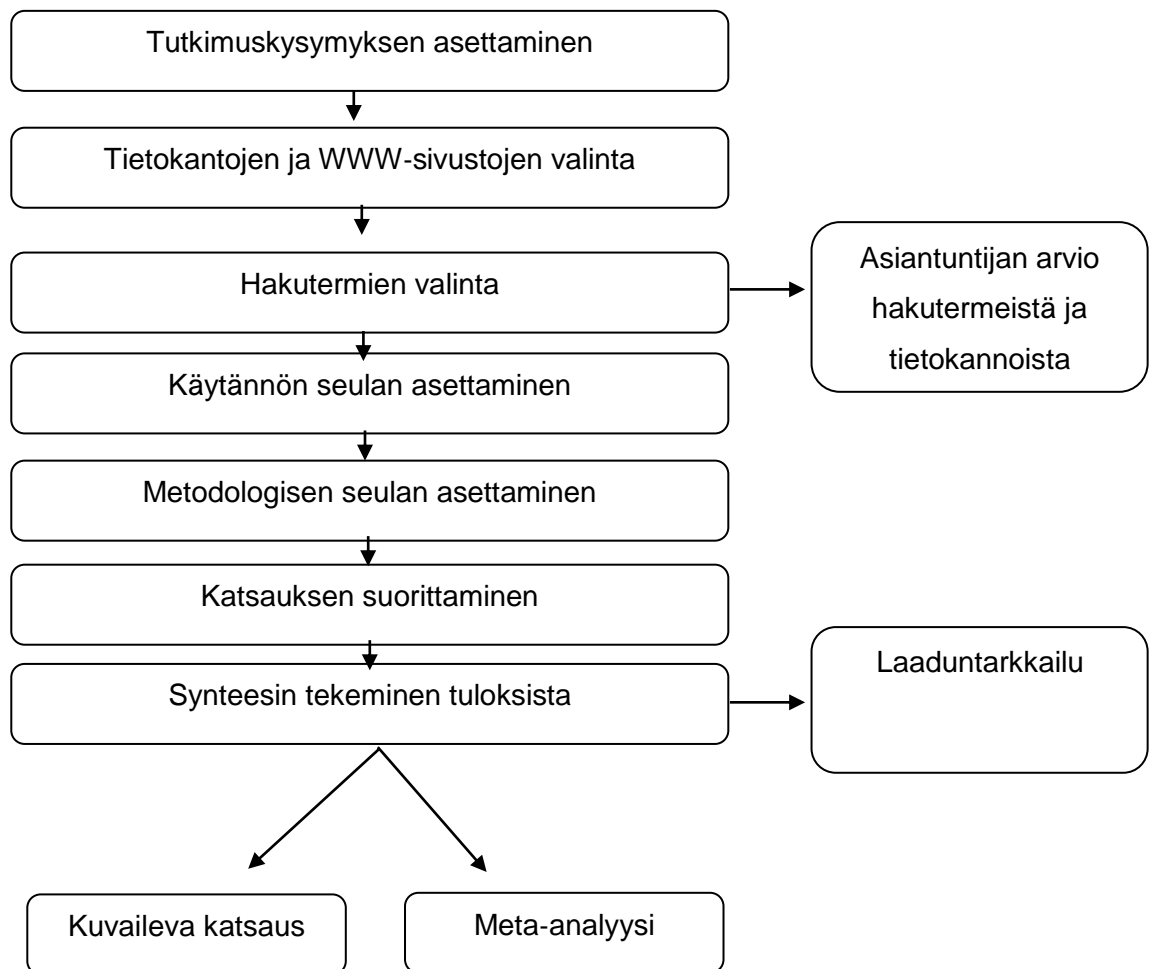 Tutkimuskysymyksen asettaminen
Tietokantojen ja WWW-sivustojen valinta
Hakutermien valinta
Asiantuntijan arvio
hakutermeistä ja
tietokannoista
Käytännön seulan asettaminen
Metodologisen seulan asettaminen
Katsauksen suorittaminen
Synteesin tekeminen tuloksista
Laaduntarkkailu
Kuvaileva katsaus
Meta-analyysi